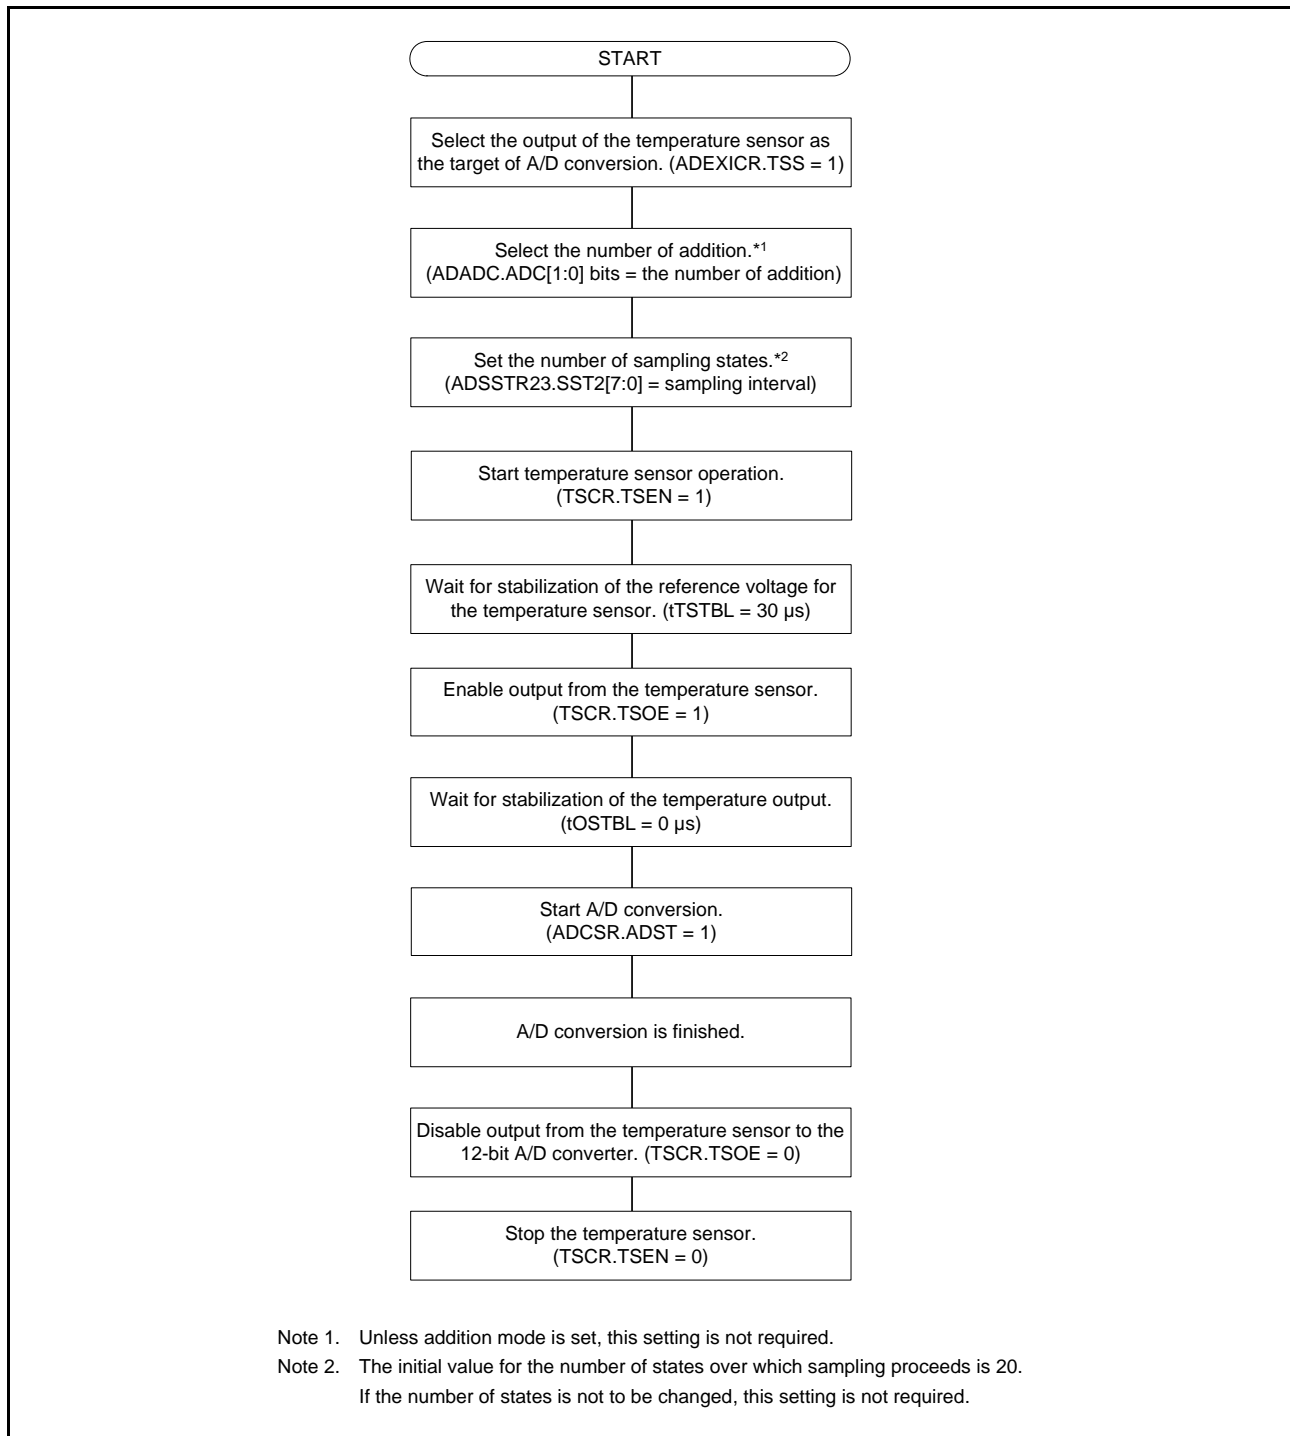 START
Select the output of the temperature sensor as
the target of A/D conversion. (ADEXICR.TSS = 1)
Select the number of addition.*1
(ADADC.ADC[1:0] bits = the number of addition)
Set the number of sampling states.*2
(ADSSTR23.SST2[7:0] = sampling interval)
Start temperature sensor operation.
(TSCR.TSEN = 1)
Wait for stabilization of the reference voltage for
the temperature sensor. (tTSTBL = 30 μs)
Enable output from the temperature sensor.
(TSCR.TSOE = 1)
Wait for stabilization of the temperature output.
(tOSTBL = 0 μs)
Start A/D conversion.
(ADCSR.ADST = 1)
A/D conversion is finished.
Disable output from the temperature sensor to the
12-bit A/D converter. (TSCR.TSOE = 0)
Stop the temperature sensor.
(TSCR.TSEN = 0)
Note 1. Unless addition mode is set, this setting is not required.
Note 2. The initial value for the number of states over which sampling proceeds is 20.
If the number of states is not to be changed, this setting is not required.